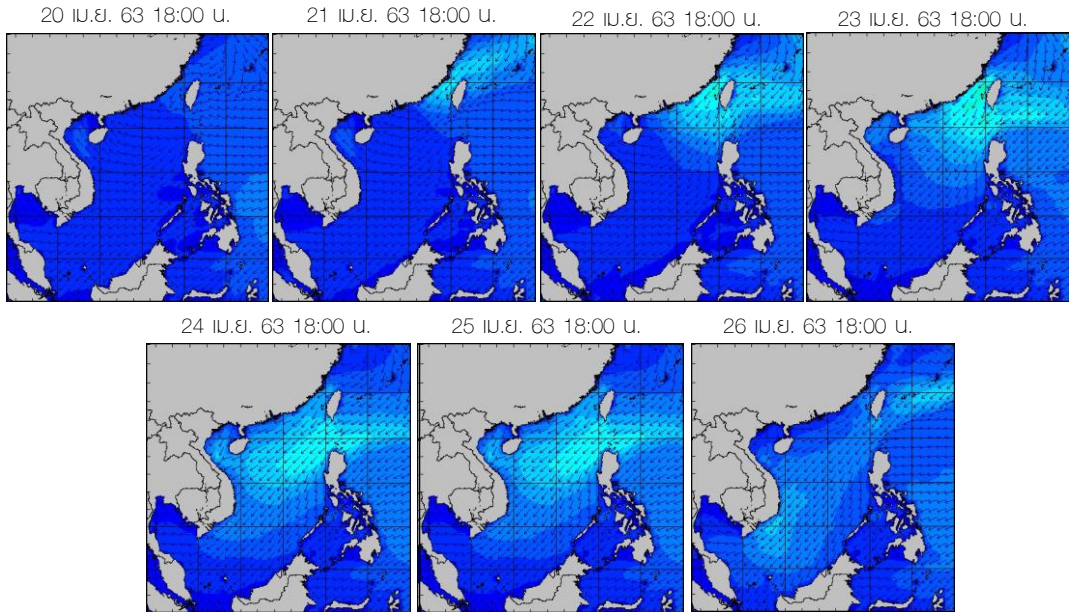 20 เม.ย. 63 18:00 น.
21 เม.ย. 63 18:00 น.
22 เม.ย. 63 18:00 น.
23 เม.ย. 63 18:00 น.
24 เม.ย. 63 18:00 น.
25 เม.ย. 63 18:00 น.
26 เม.ย. 63 18:00 น.